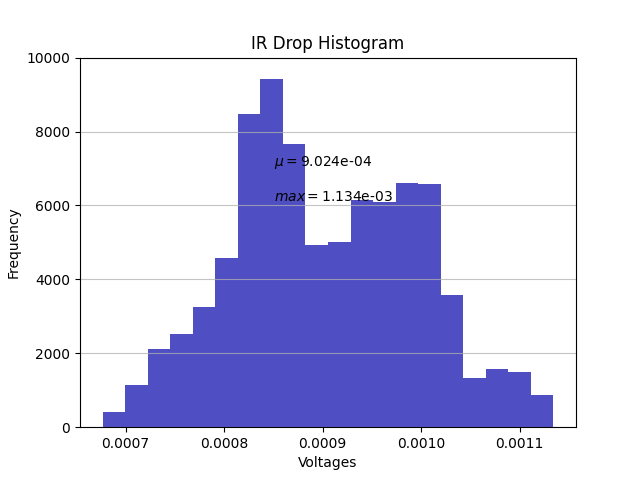 IR Drop Histogram
10000
8000
6000
4000
2000
0
Frequency
μ = 9.024e-04
max = 1.134e-03
0.0007 0.0008 0.0009 0.0010 0.0011
Voltages